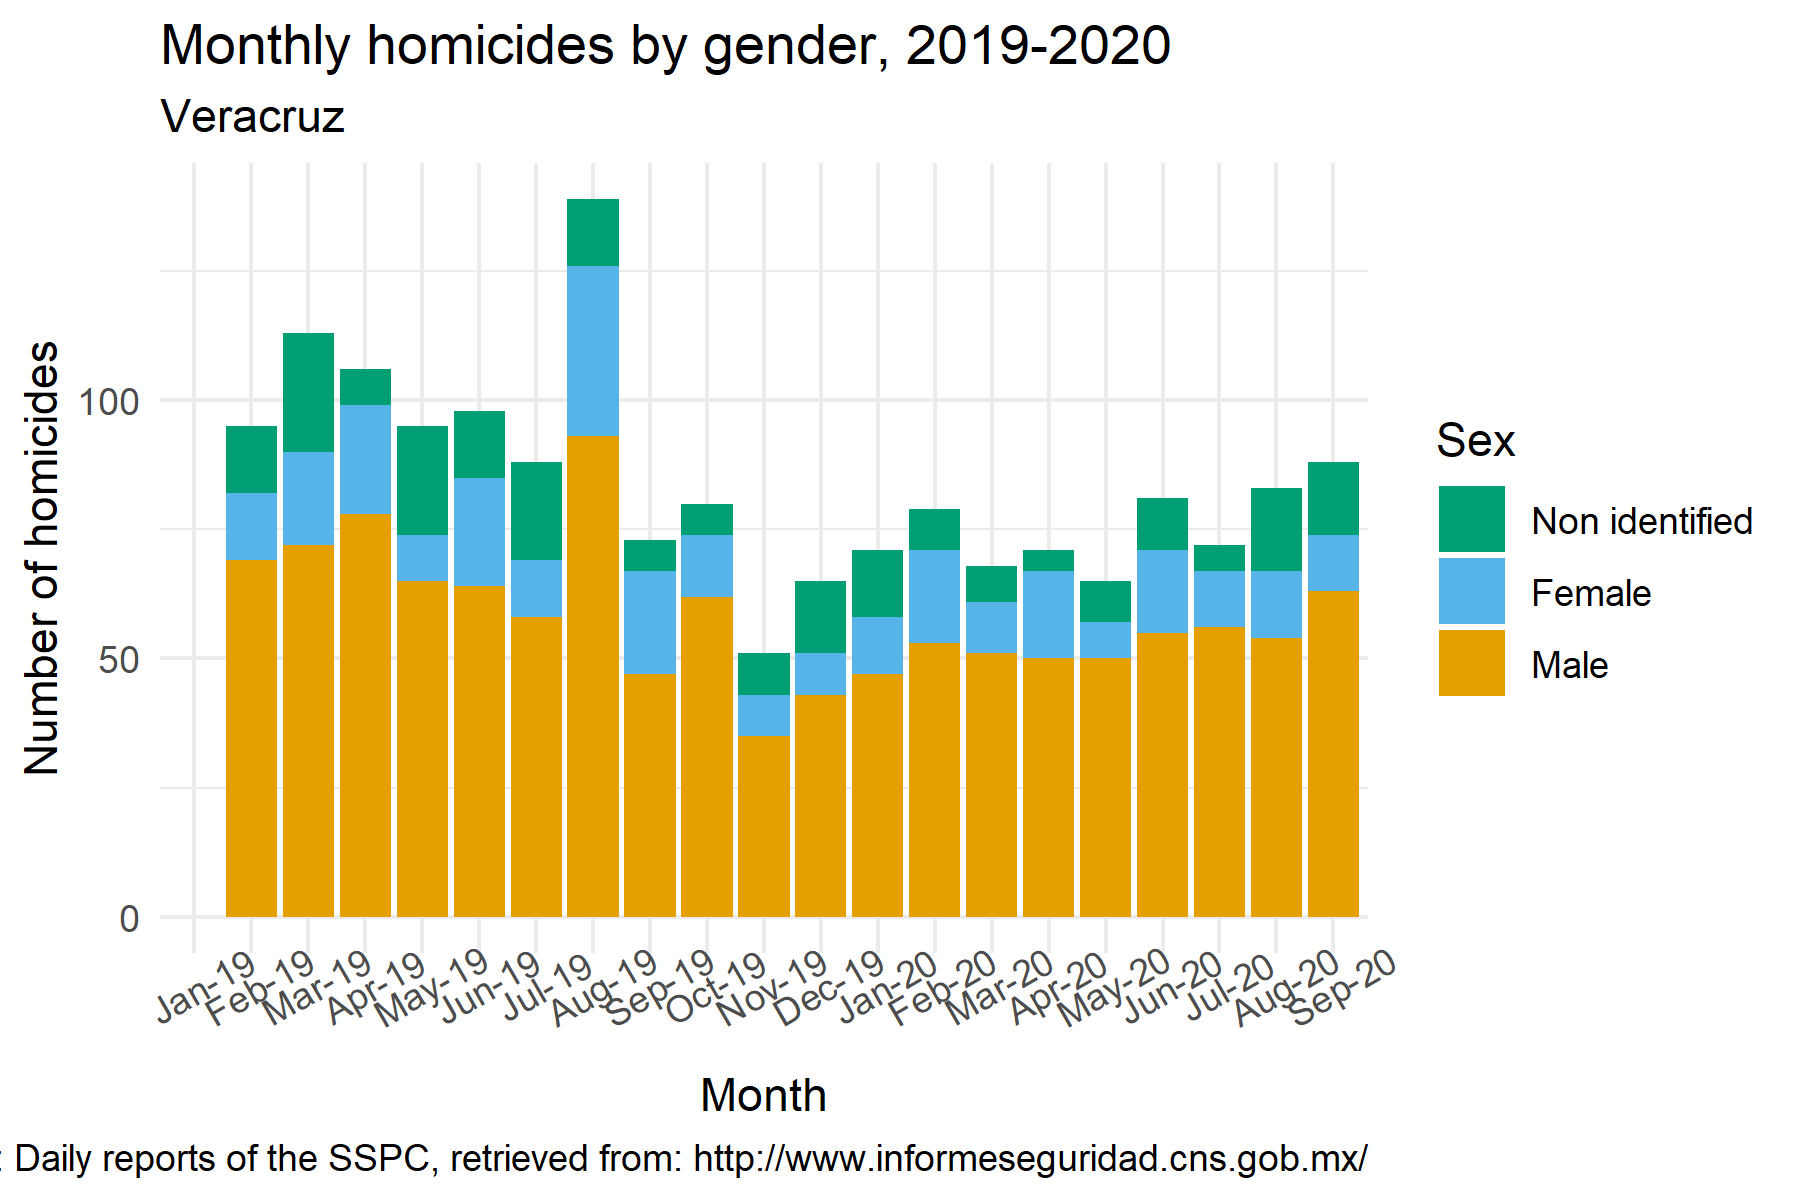 Monthly homicides by gender, 2019-2020
Veracruz
Number of homicides
100
50
0
Jan-19
Feb-19
Mar-19
Apr-19
May-19
Jun-19
Jul-19
Aug-19
Sep-19
Oct-19
Nov-19
Dec-19
Jan-20
Feb-20
Mar-20
Apr-20
May-20
Jun-20
Jul-20
Aug-20
Sep-20
Month
Sex
Non identified
Female
Male
: Daily reports of the SSPC, retrieved from: http://www.informeseguridad.cns.gob.mx/